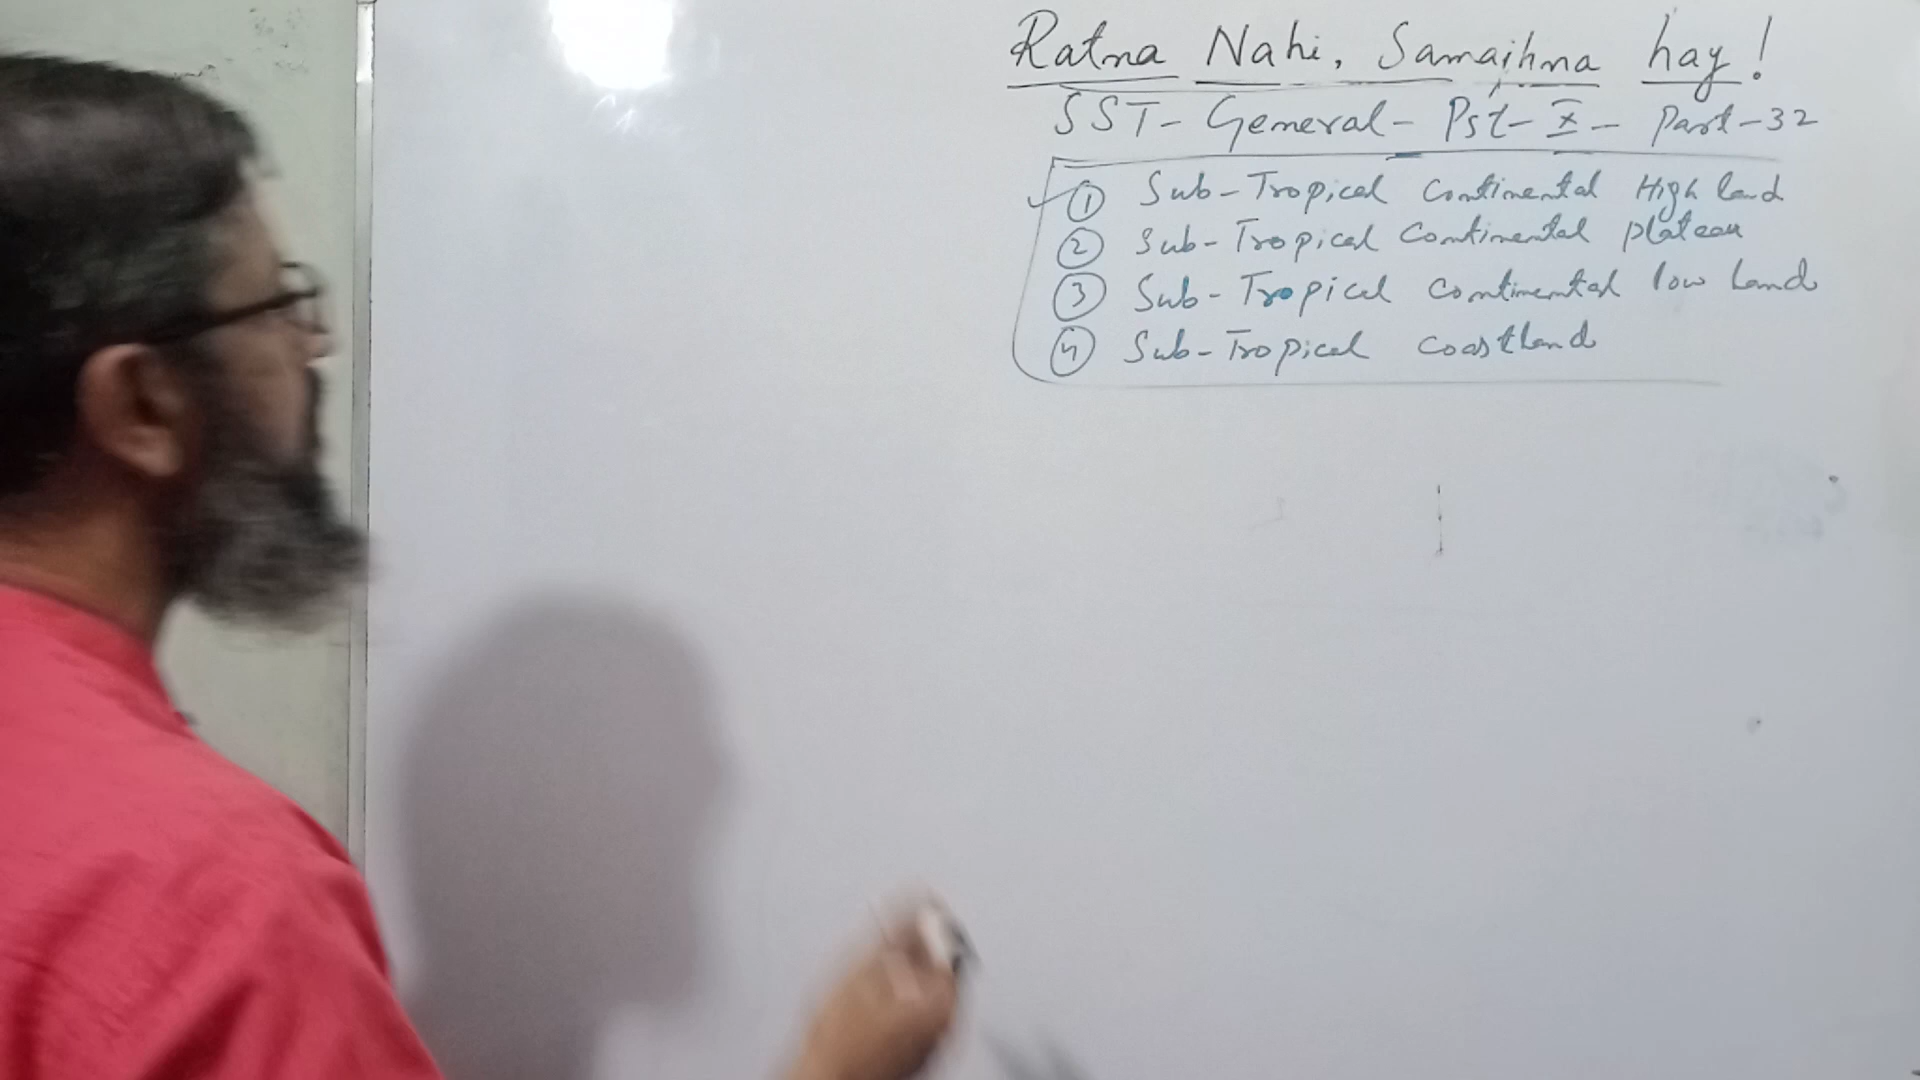 Ratna Nahi, Samajhna hay!
SST - General - Pst - X - Part - 32
① Sub - Tropical Continental High land
② Sub - Tropical Continental plateau
③ Sub - Tropical Continental low land
④ Sub - Tropical coastland